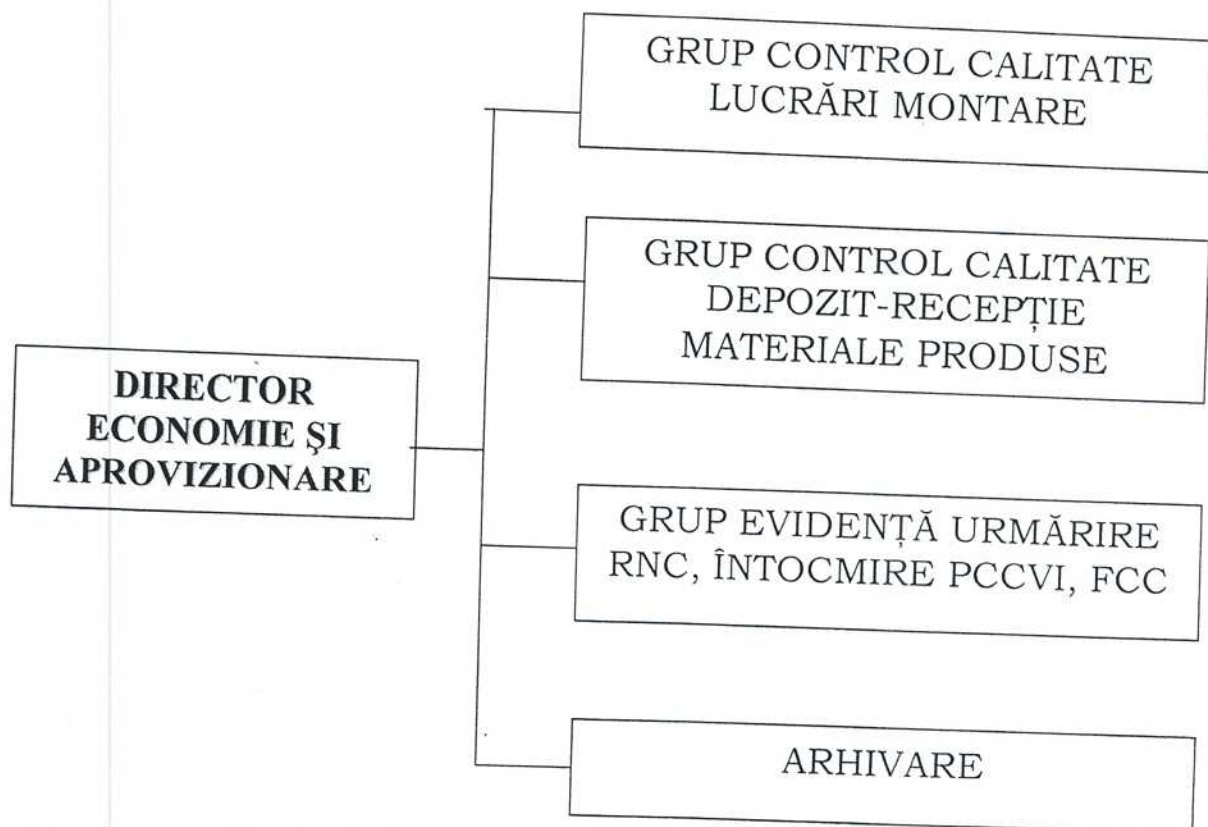 GRUP CONTROL CALITATE
LUCRĂRI MONTARE
GRUP CONTROL CALITATE
DEPOZIT-RECEPȚIE
MATERIALE PRODUSE
DIRECTOR
ECONOMIE ȘI
APROVIZIONARE
GRUP EVIDENȚĂ URMĂRIRE
RNC, ÎNTOCMIRE PCCVI, FCC
ARHIVARE